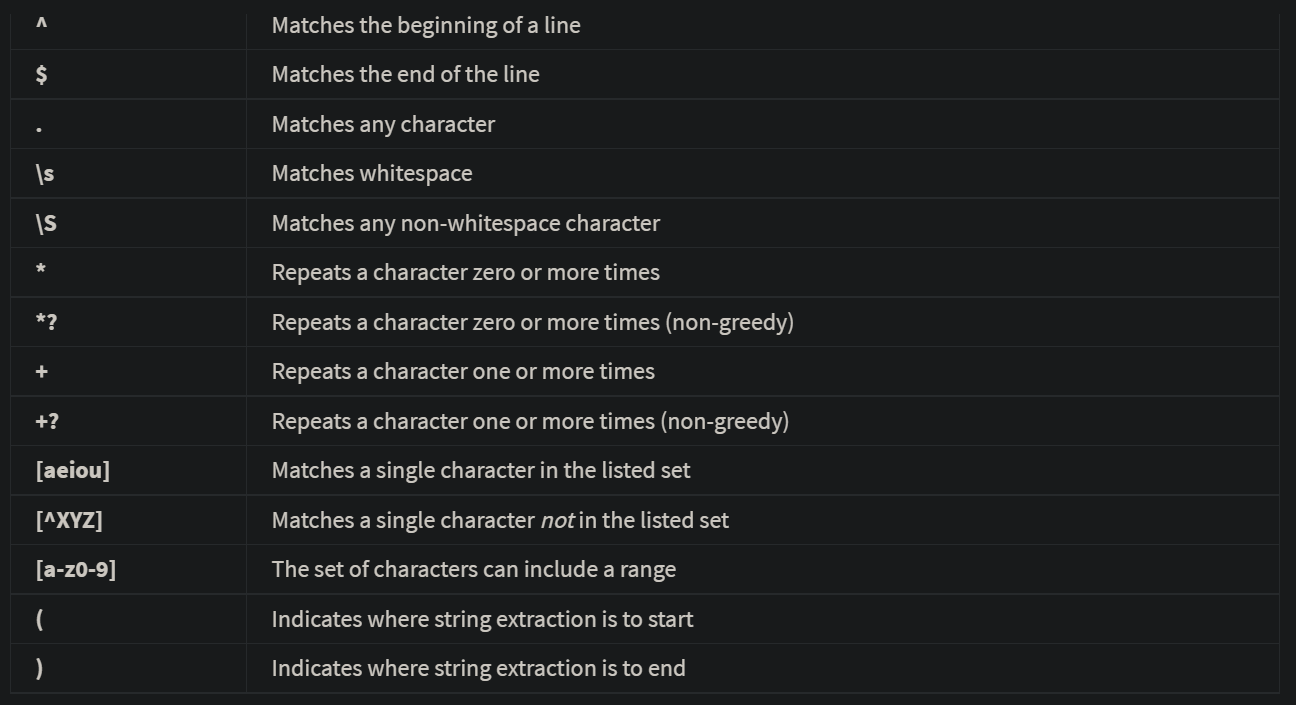 ^ Matches the beginning of a line
$ Matches the end of the line
. Matches any character
\s Matches whitespace
\S Matches any non-whitespace character
* Repeats a character zero or more times
*? Repeats a character zero or more times (non-greedy)
+ Repeats a character one or more times
+? Repeats a character one or more times (non-greedy)
[aeiou] Matches a single character in the listed set
[^XYZ] Matches a single character not in the listed set
[a-z0-9] The set of characters can include a range
( Indicates where string extraction is to start
) Indicates where string extraction is to end